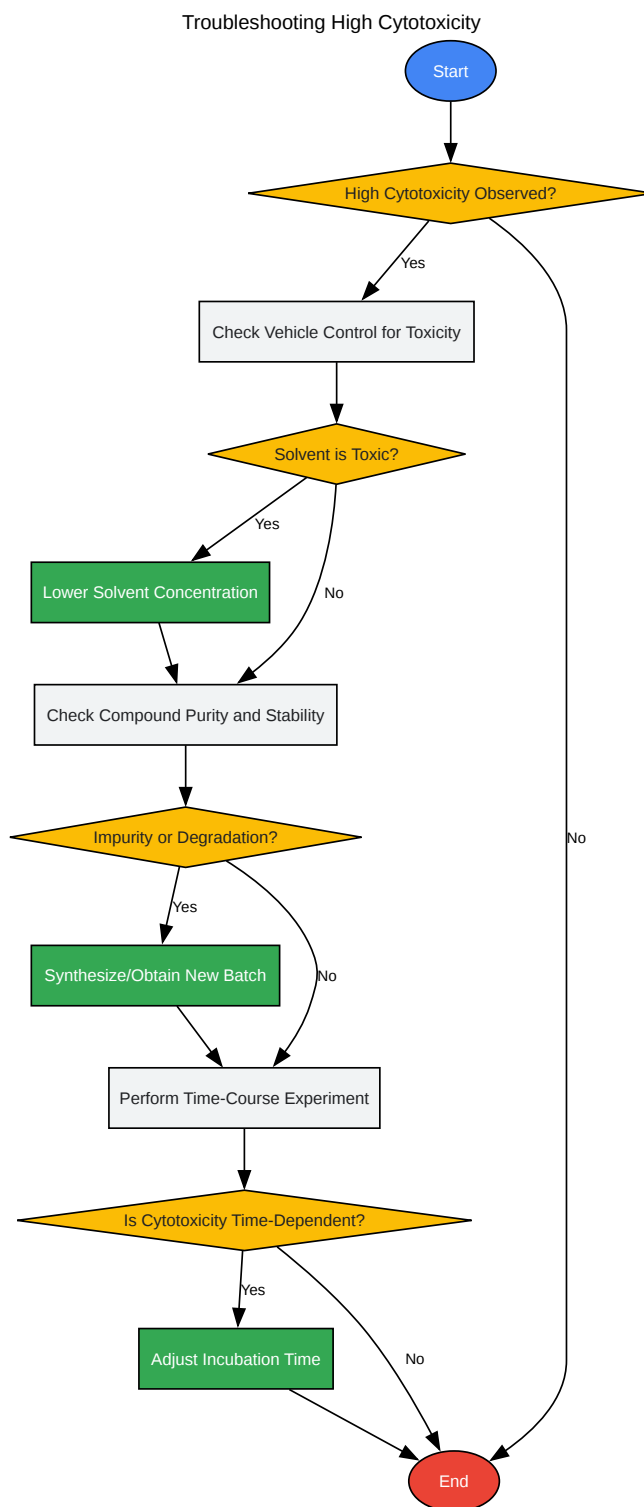 Troubleshooting High Cytotoxicity
Start
High Cytotoxicity Observed?
Yes
Check Vehicle Control for Toxicity
Solvent is Toxic?
Yes
Lower Solvent Concentration
No
Check Compound Purity and Stability
Impurity or Degradation?
No
Yes
Synthesize/Obtain New Batch
No
Perform Time-Course Experiment
Is Cytotoxicity Time-Dependent?
Yes
Adjust Incubation Time
No
End